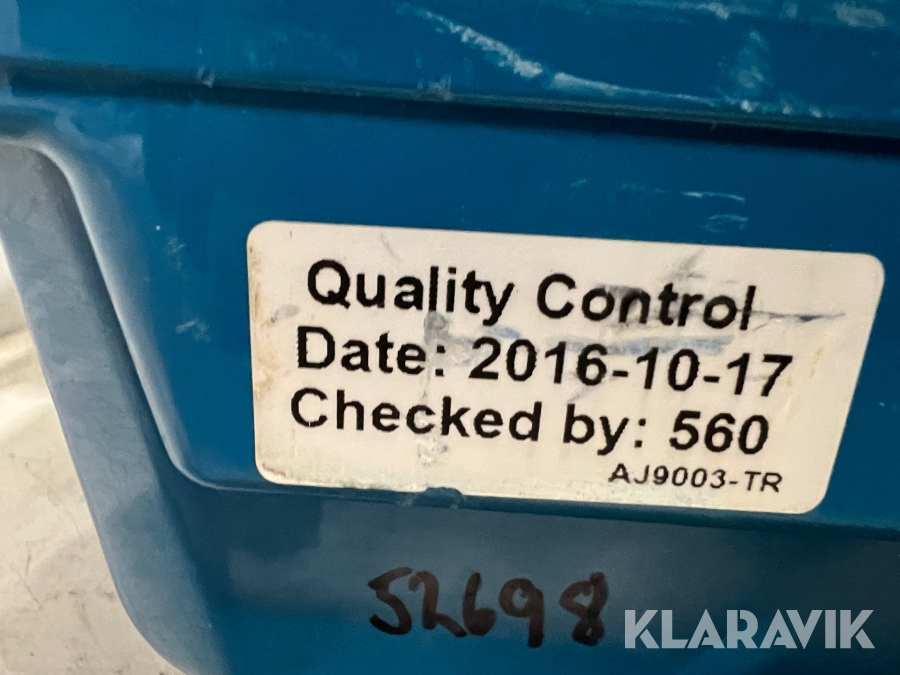 Quality Control
Date: 2016-10-17
Checked by: 560
AJ9003-TR
52698
KLARAVIK